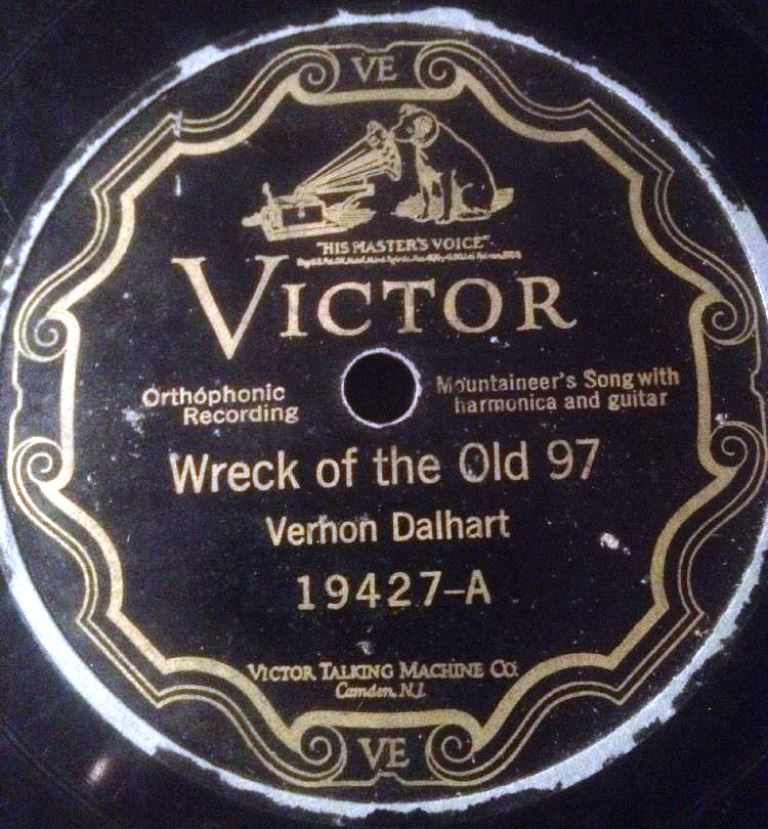 VE
"HIS MASTER'S VOICE"
VICTOR
Orthophonic
Recording
Mountaineer's Song with
harmonica and guitar
Wreck of the Old 97
Vernon Dalhart
19427-A
VICTOR TALKING MACHINE CO.
Camden, N.J.
VE